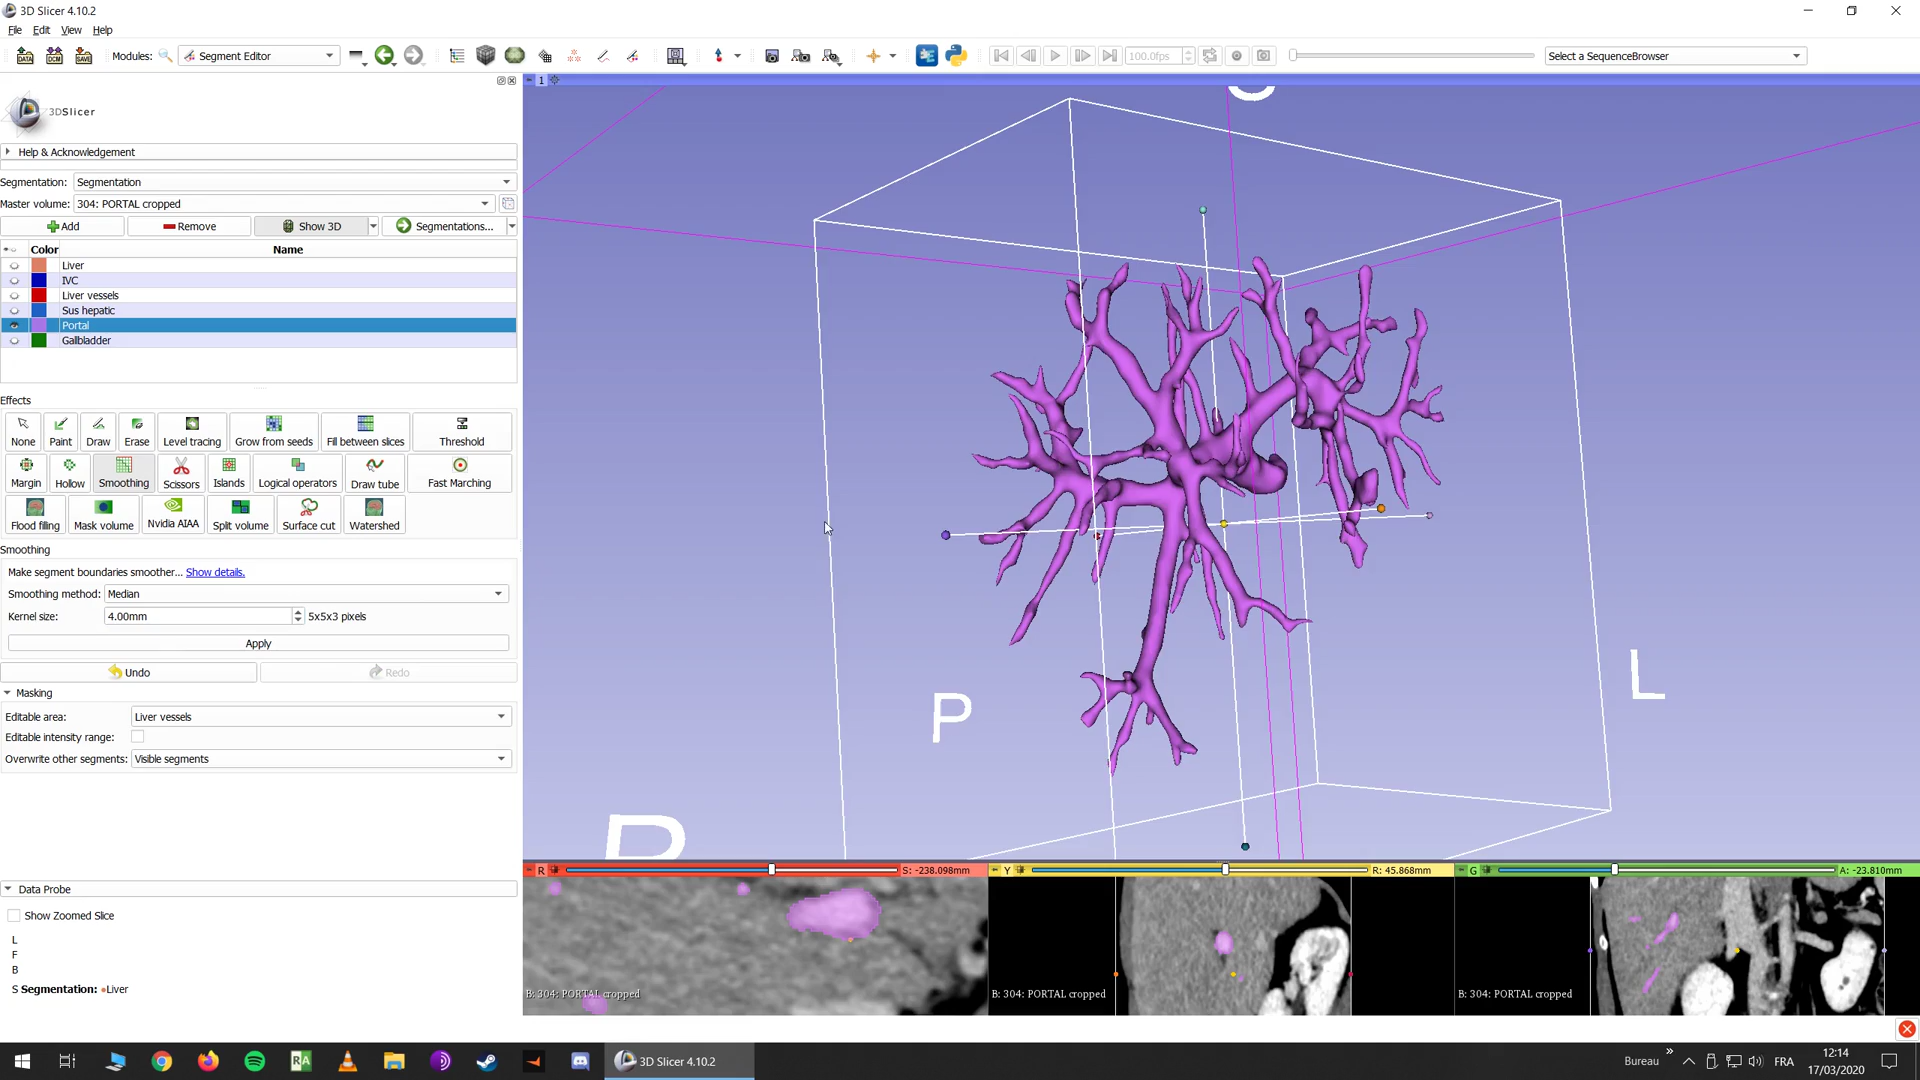 3D Slicer 4.10.2
File Edit View Help
DATA DCM SAVE Modules: Segment Editor 100.0fps Select a SequenceBrowser
1
3DSlicer
Help & Acknowledgement
Segmentation: Segmentation
Master volume: 304: PORTAL cropped
Add Remove Show 3D Segmentations...
Color Name
Liver
IVC
Liver vessels
Sus hepatic
Portal
Gallbladder
Effects
None Paint Draw Erase Level tracing Grow from seeds Fill between slices Threshold
Margin Hollow Smoothing Scissors Islands Logical operators Draw tube Fast Marching
Flood filling Mask volume Nvidia AIAA Split volume Surface cut Watershed
Smoothing
Make segment boundaries smoother... Show details.
Smoothing method: Median
Kernel size: 4.00mm 5x5x3 pixels
Apply
Undo Redo
Masking
Editable area: Liver vessels
Editable intensity range:
Overwrite other segments: Visible segments
Data Probe
Show Zoomed Slice
L
F
B
S Segmentation: Liver
S
P
L
R
R S: -238.098mm
Y R: 45.868mm
G A: -23.810mm
B: 304: PORTAL cropped
B: 304: PORTAL cropped
B: 304: PORTAL cropped
RA 3D Slicer 4.10.2 Bureau » FRA 12:14
17/03/2020